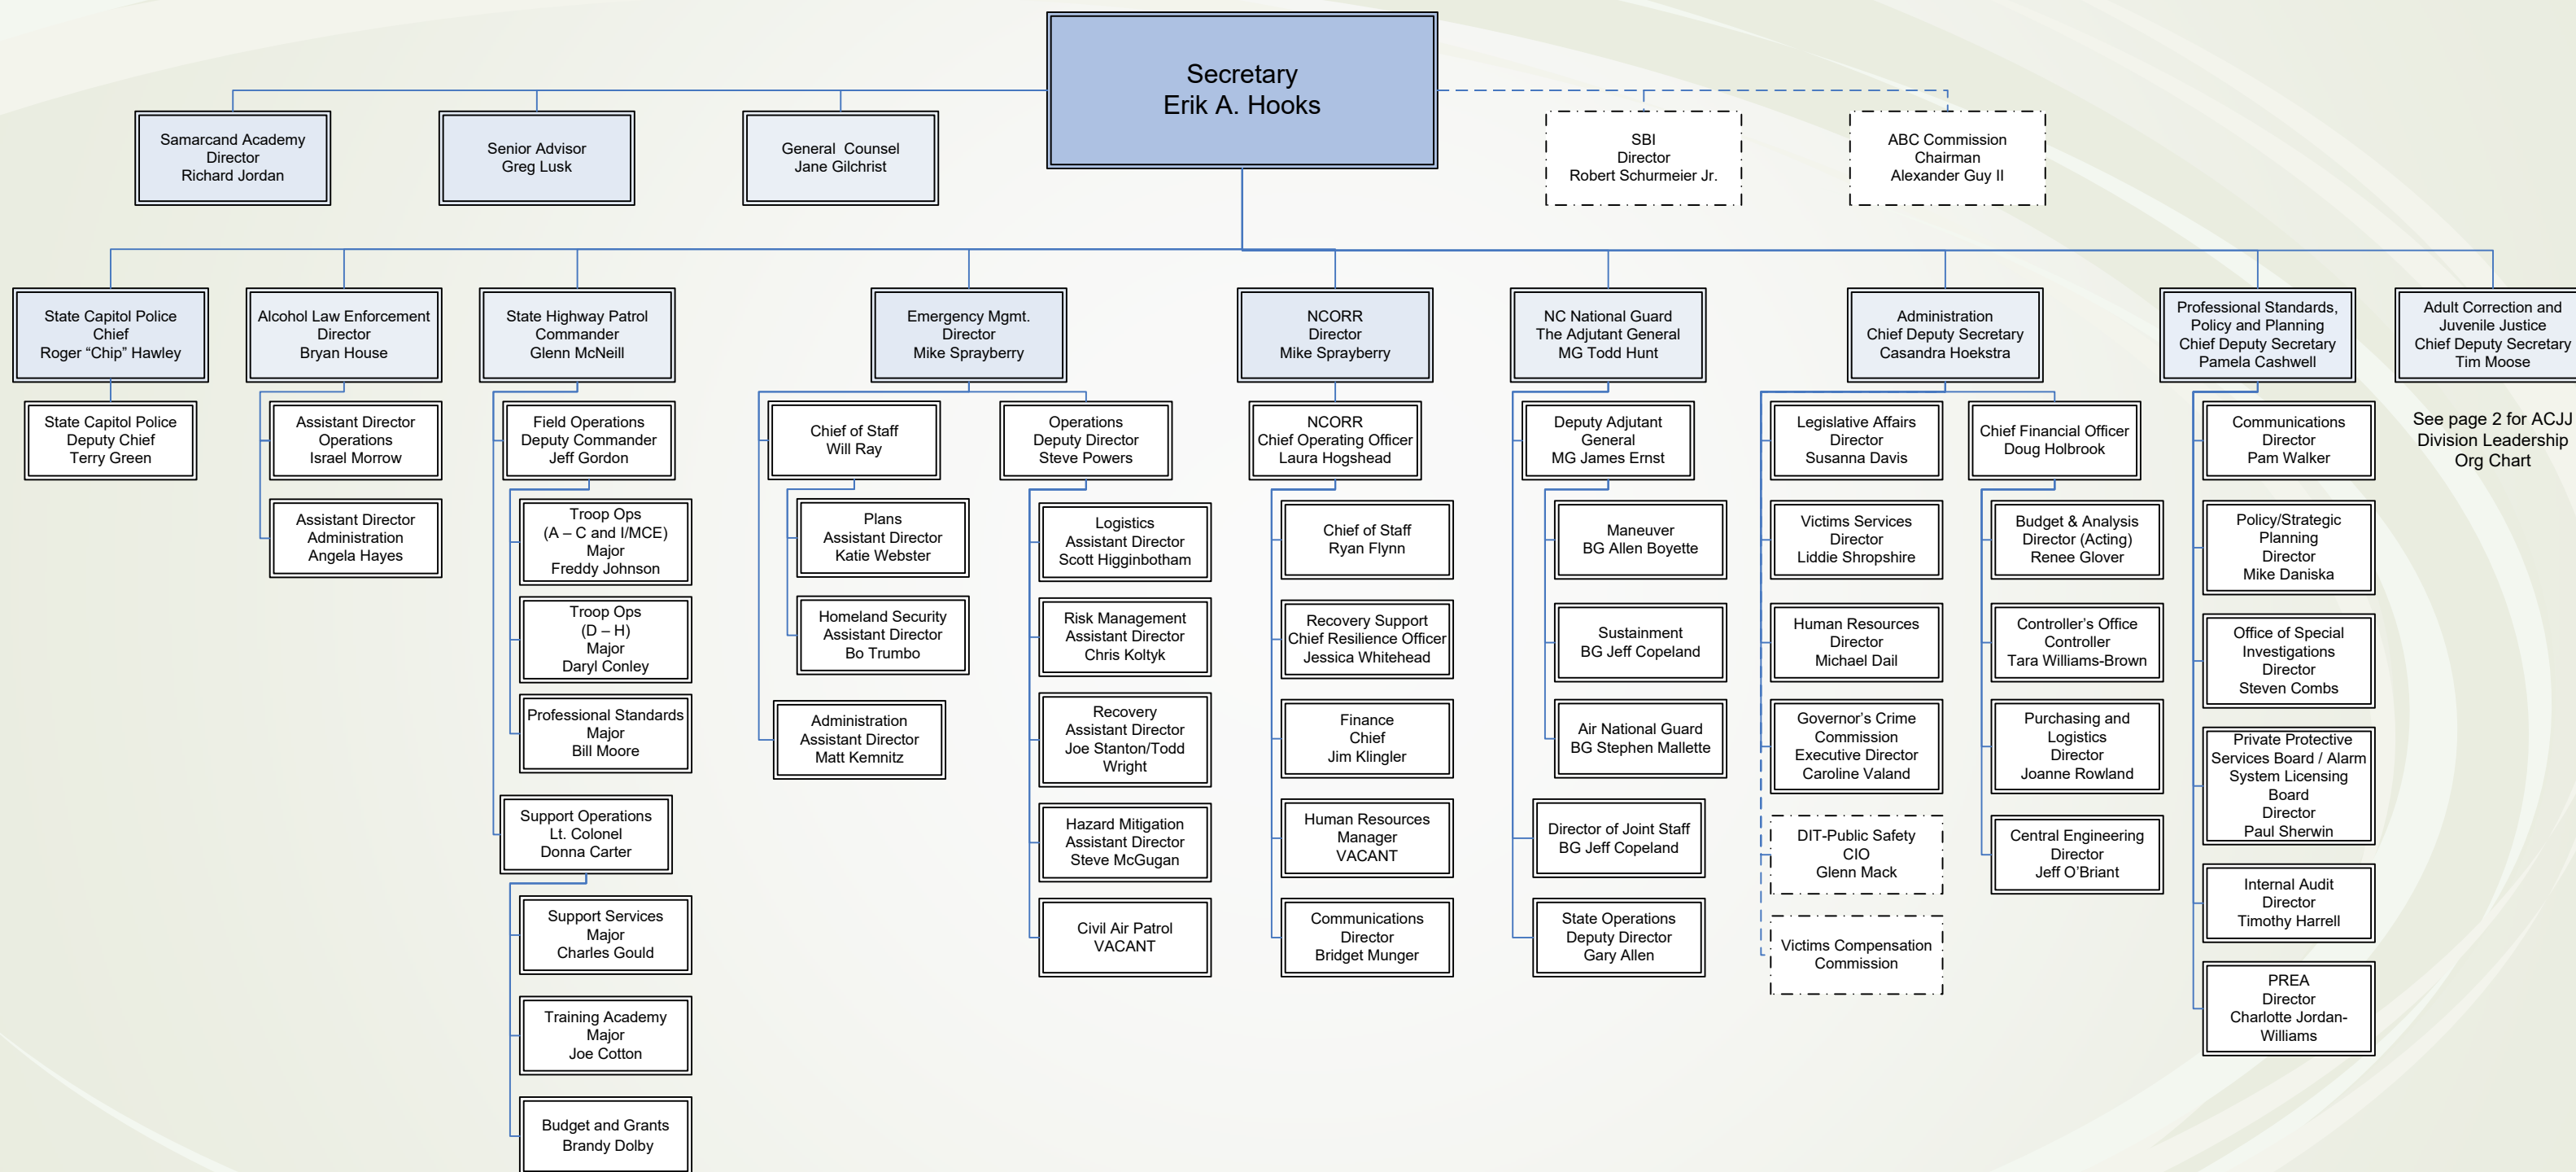 Secretary
Erik A. Hooks
Samarcand Academy
Director
Richard Jordan
Senior Advisor
Greg Lusk
General Counsel
Jane Gilchrist
SBI
Director
Robert Schurmeier Jr.
ABC Commission
Chairman
Alexander Guy II
State Capitol Police
Chief
Roger “Chip” Hawley
State Capitol Police
Deputy Chief
Terry Green
Alcohol Law Enforcement
Director
Bryan House
Assistant Director
Operations
Israel Morrow
Assistant Director
Administration
Angela Hayes
State Highway Patrol
Commander
Glenn McNeill
Field Operations
Deputy Commander
Jeff Gordon
Troop Ops
(A – C and I/MCE)
Major
Freddy Johnson
Troop Ops
(D – H)
Major
Daryl Conley
Professional Standards
Major
Bill Moore
Support Operations
Lt. Colonel
Donna Carter
Support Services
Major
Charles Gould
Training Academy
Major
Joe Cotton
Budget and Grants
Brandy Dolby
Emergency Mgmt.
Director
Mike Sprayberry
Chief of Staff
Will Ray
Plans
Assistant Director
Katie Webster
Homeland Security
Assistant Director
Bo Trumbo
Administration
Assistant Director
Matt Kemnitz
Operations
Deputy Director
Steve Powers
Logistics
Assistant Director
Scott Higginbotham
Risk Management
Assistant Director
Chris Koltyk
Recovery
Assistant Director
Joe Stanton/Todd
Wright
Hazard Mitigation
Assistant Director
Steve McGugan
Civil Air Patrol
VACANT
NCORR
Director
Mike Sprayberry
NCORR
Chief Operating Officer
Laura Hogshead
Chief of Staff
Ryan Flynn
Recovery Support
Chief Resilience Officer
Jessica Whitehead
Finance
Chief
Jim Klingler
Human Resources
Manager
VACANT
Communications
Director
Bridget Munger
NC National Guard
The Adjutant General
MG Todd Hunt
Deputy Adjutant
General
MG James Ernst
Maneuver
BG Allen Boyette
Sustainment
BG Jeff Copeland
Air National Guard
BG Stephen Mallette
Director of Joint Staff
BG Jeff Copeland
State Operations
Deputy Director
Gary Allen
Administration
Chief Deputy Secretary
Casandra Hoekstra
Legislative Affairs
Director
Susanna Davis
Victims Services
Director
Liddie Shropshire
Human Resources
Director
Michael Dail
Governor’s Crime
Commission
Executive Director
Caroline Valand
DIT-Public Safety
CIO
Glenn Mack
Victims Compensation
Commission
Chief Financial Officer
Doug Holbrook
Budget & Analysis
Director (Acting)
Renee Glover
Controller’s Office
Controller
Tara Williams-Brown
Purchasing and
Logistics
Director
Joanne Rowland
Central Engineering
Director
Jeff O’Briant
Professional Standards,
Policy and Planning
Chief Deputy Secretary
Pamela Cashwell
Communications
Director
Pam Walker
Policy/Strategic
Planning
Director
Mike Daniska
Office of Special
Investigations
Director
Steven Combs
Private Protective
Services Board / Alarm
System Licensing
Board
Director
Paul Sherwin
Internal Audit
Director
Timothy Harrell
PREA
Director
Charlotte Jordan-
Williams
Adult Correction and
Juvenile Justice
Chief Deputy Secretary
Tim Moose
See page 2 for ACJJ
Division Leadership
Org Chart